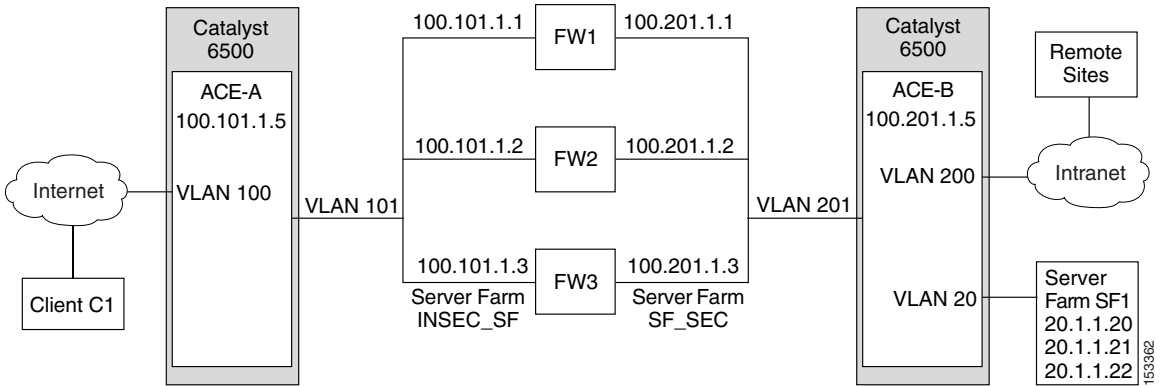 Catalyst
6500
ACE-A
100.101.1.5
VLAN 100
Internet
Client C1
VLAN 101
100.101.1.1
FW1
100.201.1.1
100.101.1.2
FW2
100.201.1.2
100.101.1.3
FW3
100.201.1.3
Server Farm
INSEC_SF
Server Farm
SF_SEC
VLAN 201
Catalyst
6500
ACE-B
100.201.1.5
VLAN 200
VLAN 20
Remote
Sites
Intranet
Server
Farm SF1
20.1.1.20
20.1.1.21
20.1.1.22
153362